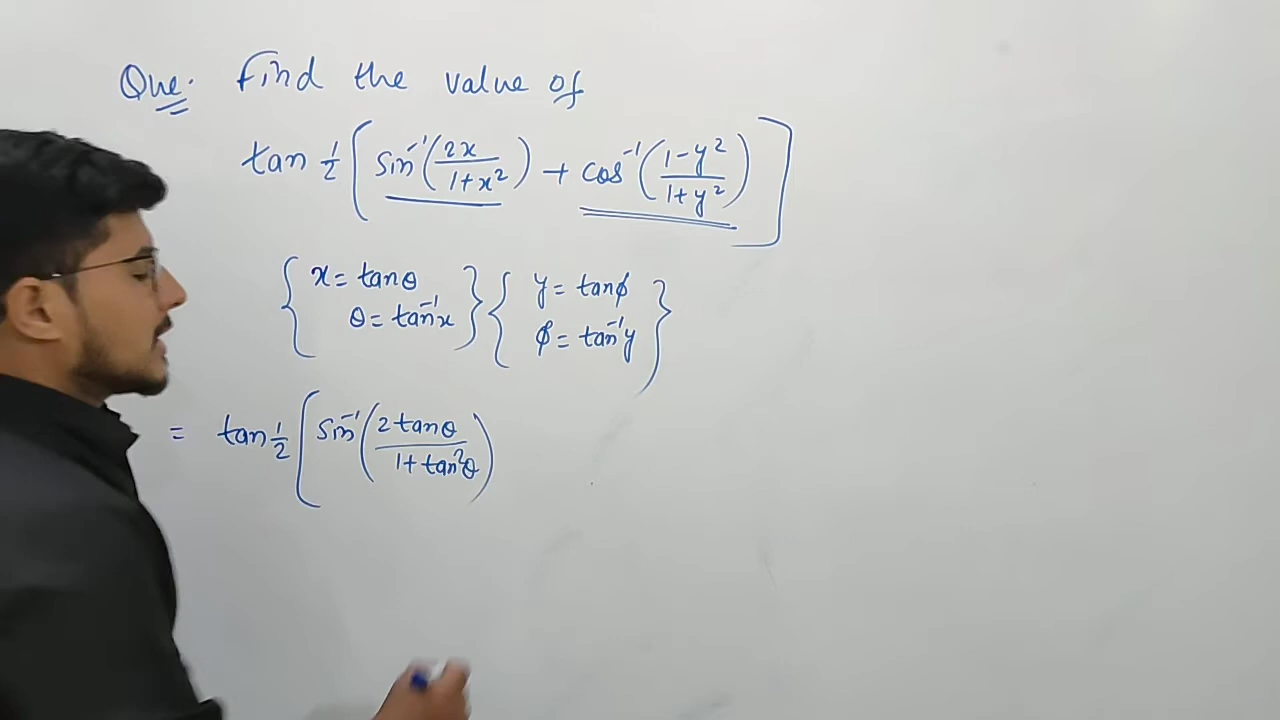 Que. Find the value of
tan 1/2 [ sin⁻¹(2x/1+x²) + cos⁻¹(1-y²/1+y²) ]
{ x = tanθ } { y = tanϕ }
{ θ = tan⁻¹x } { ϕ = tan⁻¹y }
= tan 1/2 [ sin⁻¹(2tanθ/1+tan²θ)